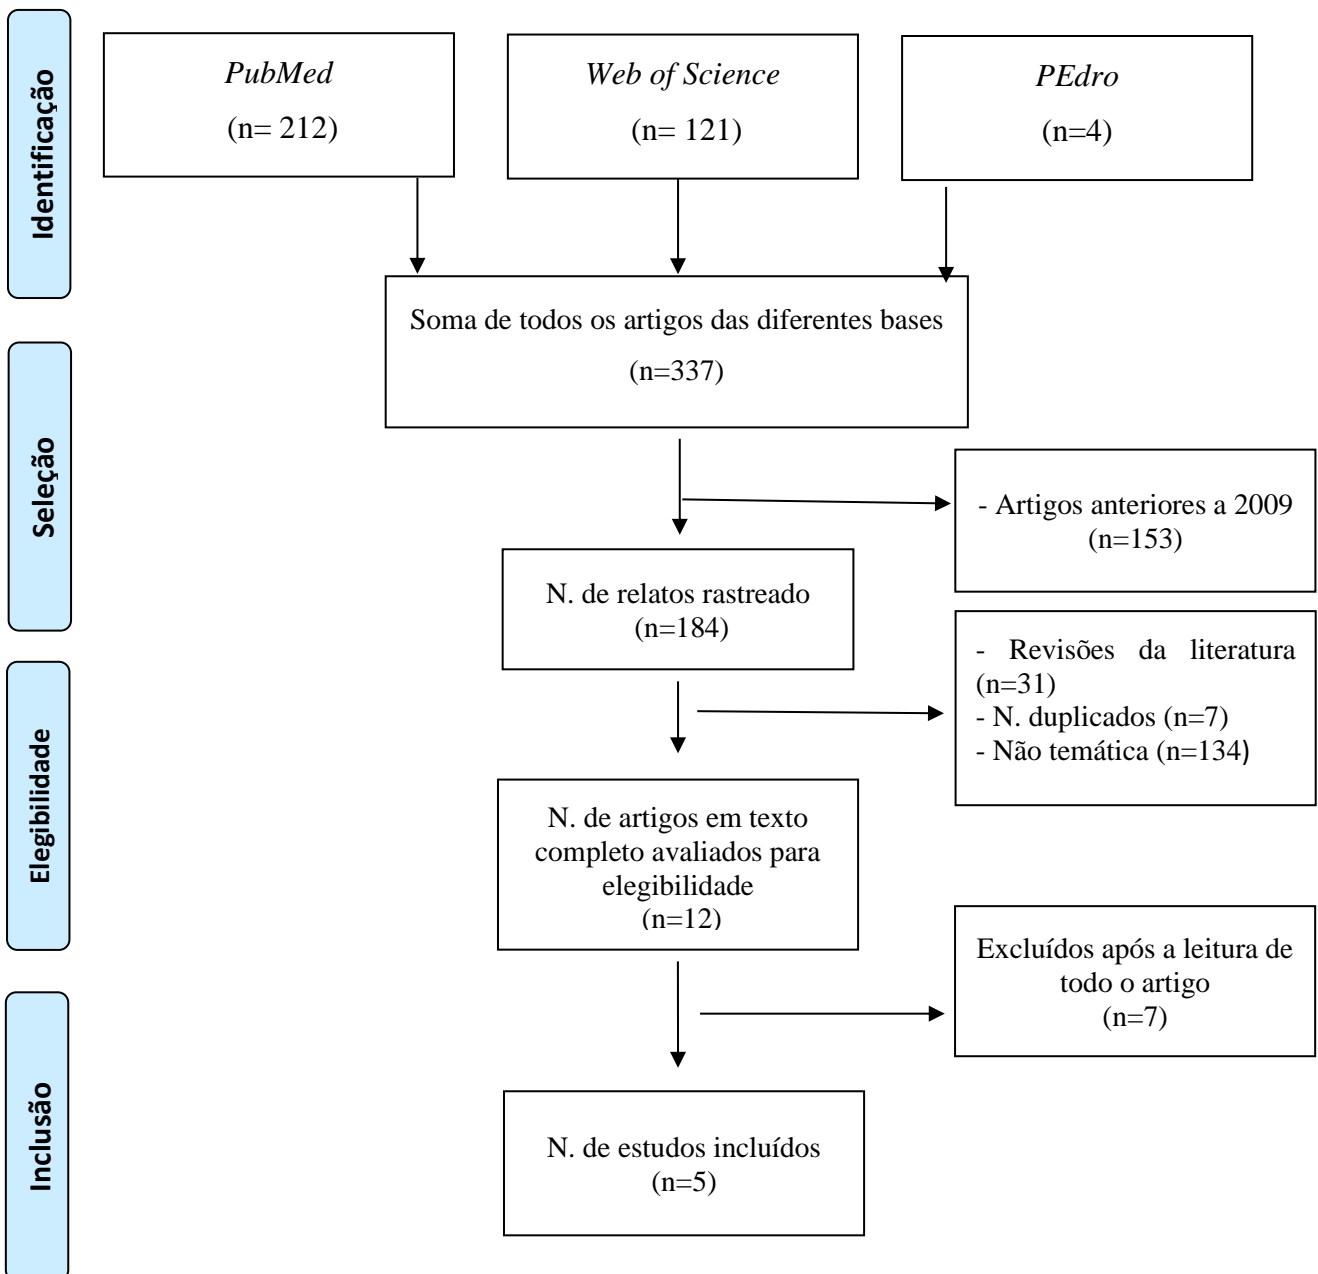 Identificação
PubMed
(n= 212)
Web of Science
(n= 121)
PEdro
(n=4)
Soma de todos os artigos das diferentes bases
(n=337)
Seleção
- Artigos anteriores a 2009
(n=153)
N. de relatos rastreado
(n=184)
- Revisões da literatura
(n=31)
- N. duplicados (n=7)
- Não temática (n=134)
Elegibilidade
N. de artigos em texto
completo avaliados para
elegibilidade
(n=12)
Excluídos após a leitura de
todo o artigo
(n=7)
Inclusão
N. de estudos incluídos
(n=5)